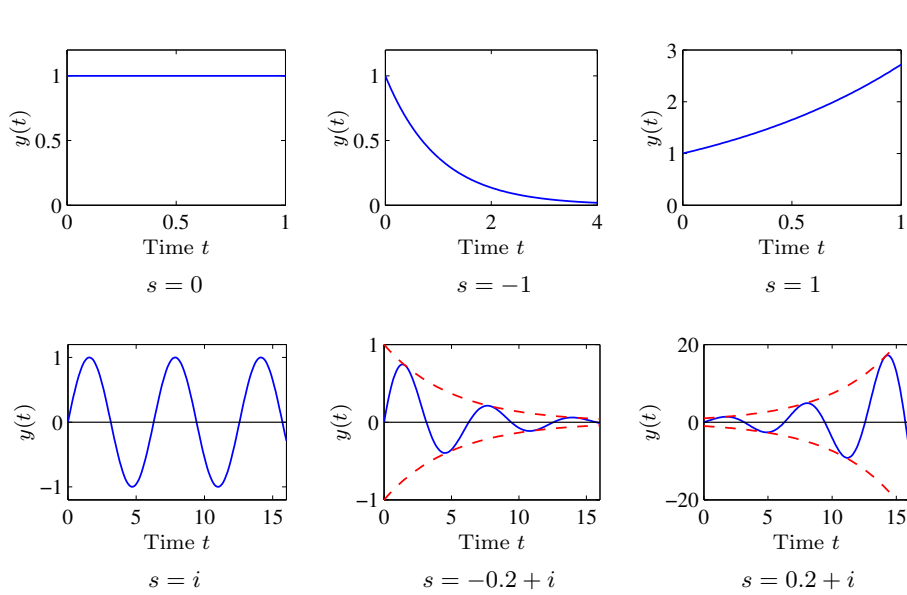 1
0.5
0
y(t)
0 0.5 1
Time t
s = 0
1
0.5
0
y(t)
0 2 4
Time t
s = −1
3
2
1
0
y(t)
0 0.5 1
Time t
s = 1
1
0
−1
y(t)
0 5 10 15
Time t
s = i
1
0
−1
y(t)
0 5 10 15
Time t
s = −0.2 + i
20
0
−20
y(t)
0 5 10 15
Time t
s = 0.2 + i